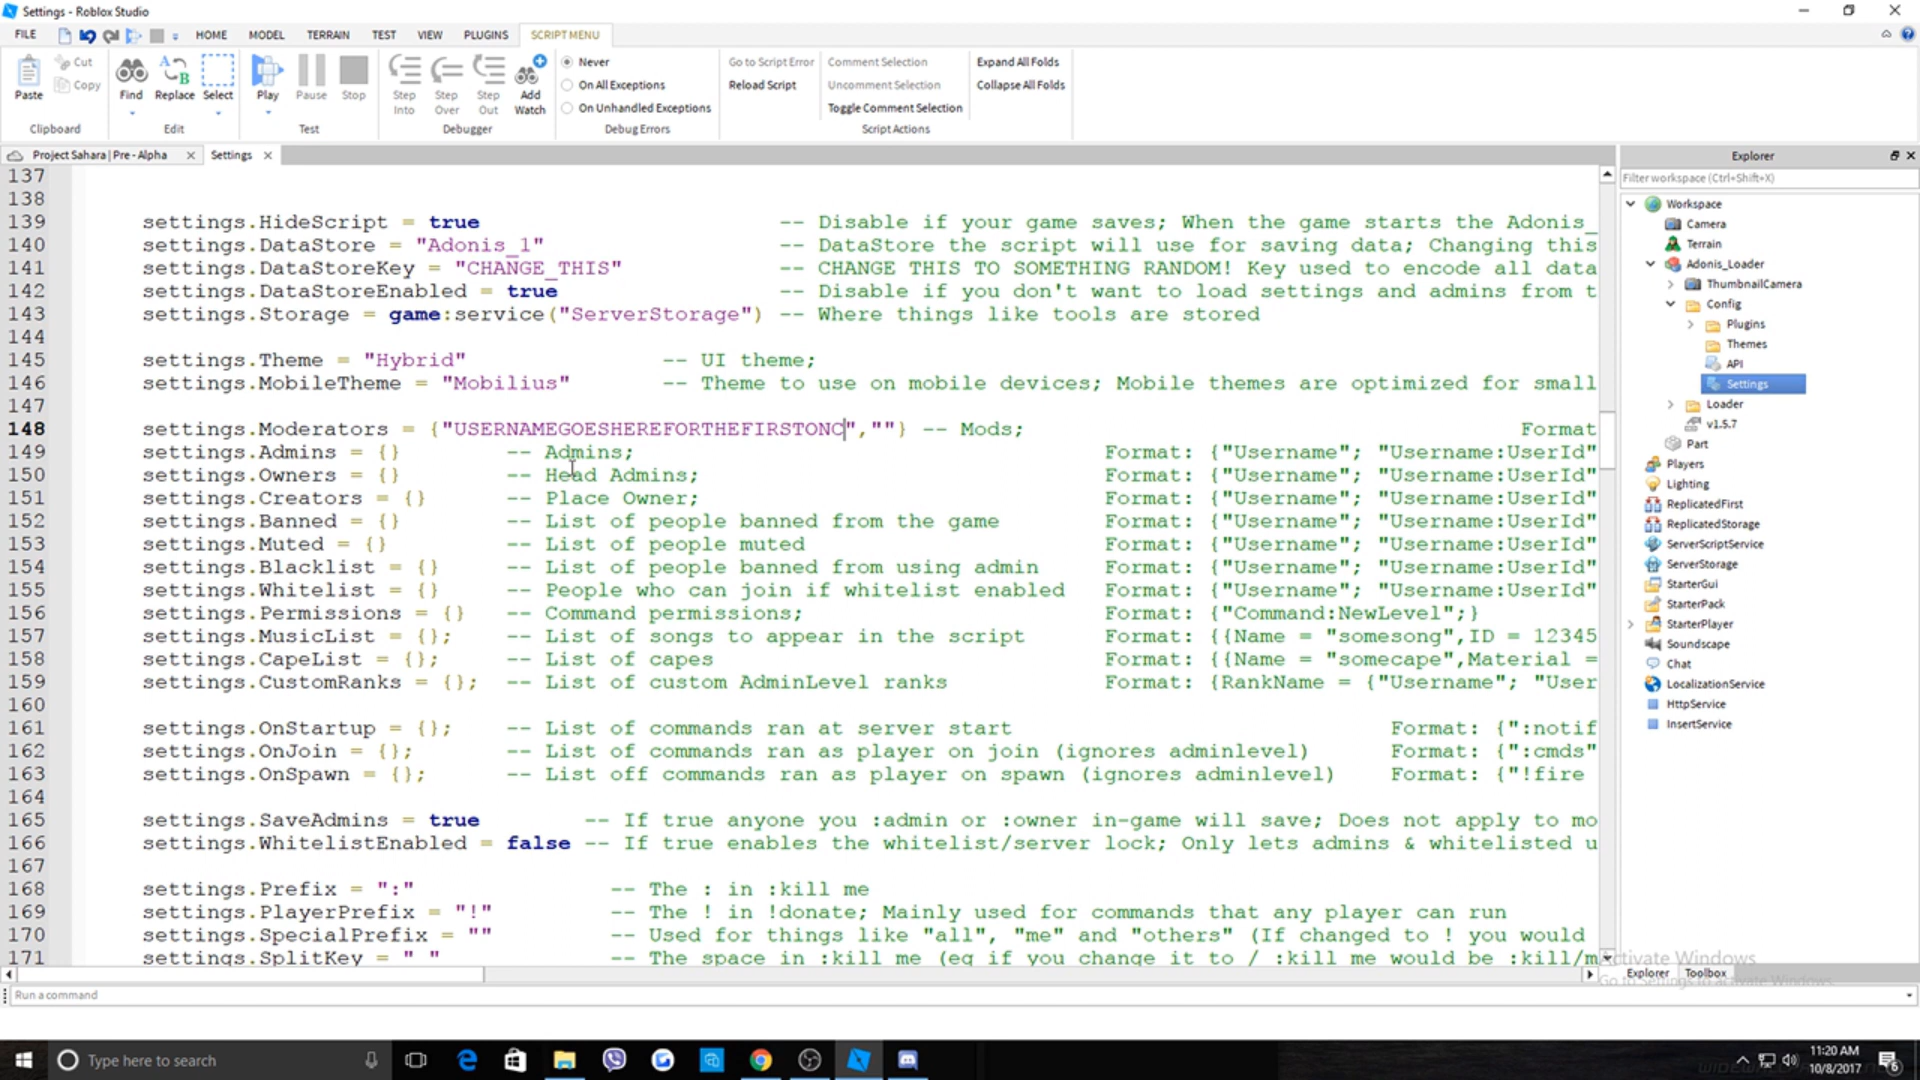 Settings - Roblox Studio
FILE HOME MODEL TERRAIN TEST VIEW PLUGINS SCRIPT MENU
Paste Cut Copy Find Replace Select Play Pause Stop Step Into Step Over Step Out Add Watch
Never
On All Exceptions
On Unhandled Exceptions
Go to Script Error
Reload Script
Comment Selection
Uncomment Selection
Toggle Comment Selection
Expand All Folds
Collapse All Folds
Clipboard Edit Test Debugger Debug Errors Script Actions
Project Sahara | Pre - Alpha Settings
137
138
139 settings.HideScript = true -- Disable if your game saves; When the game starts the Adonis_
140 settings.DataStore = "Adonis_1" -- DataStore the script will use for saving data; Changing this
141 settings.DataStoreKey = "CHANGE_THIS" -- CHANGE THIS TO SOMETHING RANDOM! Key used to encode all data
142 settings.DataStoreEnabled = true -- Disable if you don't want to load settings and admins from t
143 settings.Storage = game:service("ServerStorage") -- Where things like tools are stored
144
145 settings.Theme = "Hybrid" -- UI theme;
146 settings.MobileTheme = "Mobilius" -- Theme to use on mobile devices; Mobile themes are optimized for small
147
148 settings.Moderators = {"USERNAMEGOESHEREFORTHEFIRSTONC",""} -- Mods; Format
149 settings.Admins = {} -- Admins; Format: {"Username"; "Username:UserId"
150 settings.Owners = {} -- Head Admins; Format: {"Username"; "Username:UserId"
151 settings.Creators = {} -- Place Owner; Format: {"Username"; "Username:UserId"
152 settings.Banned = {} -- List of people banned from the game Format: {"Username"; "Username:UserId"
153 settings.Muted = {} -- List of people muted Format: {"Username"; "Username:UserId"
154 settings.Blacklist = {} -- List of people banned from using admin Format: {"Username"; "Username:UserId"
155 settings.Whitelist = {} -- People who can join if whitelist enabled Format: {"Username"; "Username:UserId"
156 settings.Permissions = {} -- Command permissions; Format: {"Command:NewLevel";}
157 settings.MusicList = {}; -- List of songs to appear in the script Format: {{Name = "somesong",ID = 12345
158 settings.CapeList = {}; -- List of capes Format: {{Name = "somecape",Material =
159 settings.CustomRanks = {}; -- List of custom AdminLevel ranks Format: {RankName = {"Username"; "User
160
161 settings.OnStartup = {}; -- List of commands ran at server start Format: {":notif
162 settings.OnJoin = {}; -- List of commands ran as player on join (ignores adminlevel) Format: {":cmds"
163 settings.OnSpawn = {}; -- List off commands ran as player on spawn (ignores adminlevel) Format: {"!fire
164
165 settings.SaveAdmins = true -- If true anyone you :admin or :owner in-game will save; Does not apply to mo
166 settings.WhitelistEnabled = false -- If true enables the whitelist/server lock; Only lets admins & whitelisted u
167
168 settings.Prefix = ":" -- The : in :kill me
169 settings.PlayerPrefix = "!" -- The ! in !donate; Mainly used for commands that any player can run
170 settings.SpecialPrefix = "" -- Used for things like "all", "me" and "others" (If changed to ! you would
171 settings.SplitKey = " " -- The space in :kill me (eg if you change it to / :kill me would be :kill/m
Explorer
Filter workspace (Ctrl+Shift+X)
Workspace
Camera
Terrain
Adonis_Loader
ThumbnailCamera
Config
Plugins
Themes
API
Settings
Loader
v1.5.7
Part
Players
Lighting
ReplicatedFirst
ReplicatedStorage
ServerScriptService
ServerStorage
StarterGui
StarterPack
StarterPlayer
Soundscape
Chat
LocalizationService
HttpService
InsertService
Activate Windows
Go to Settings to activate Windows.
Explorer Toolbox
Run a command
Type here to search
11:20 AM
10/8/2017
6